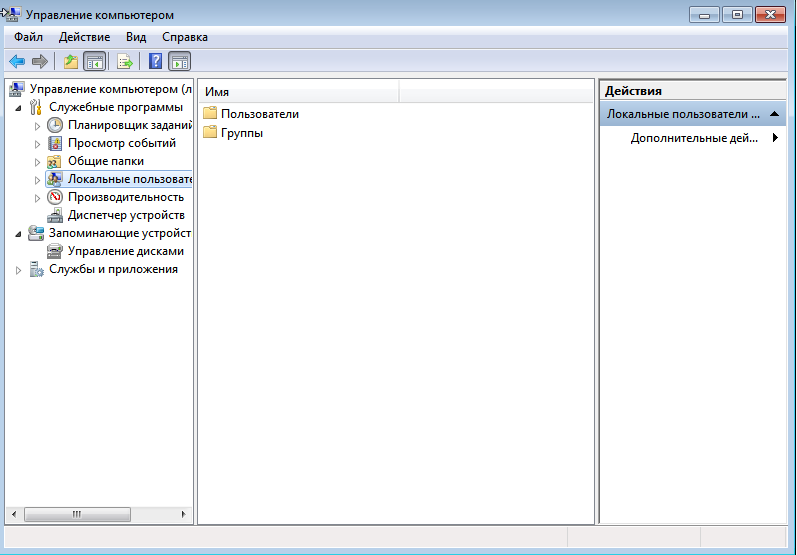 Управление компьютером
Файл Действие Вид Справка
Управление компьютером (л
Служебные программы
Планировщик заданий
Просмотр событий
Общие папки
Локальные пользоват
Производительность
Диспетчер устройств
Запоминающие устройст
Управление дисками
Службы и приложения
Имя
Пользователи
Группы
Действия
Локальные пользователи ...
Дополнительные дей...